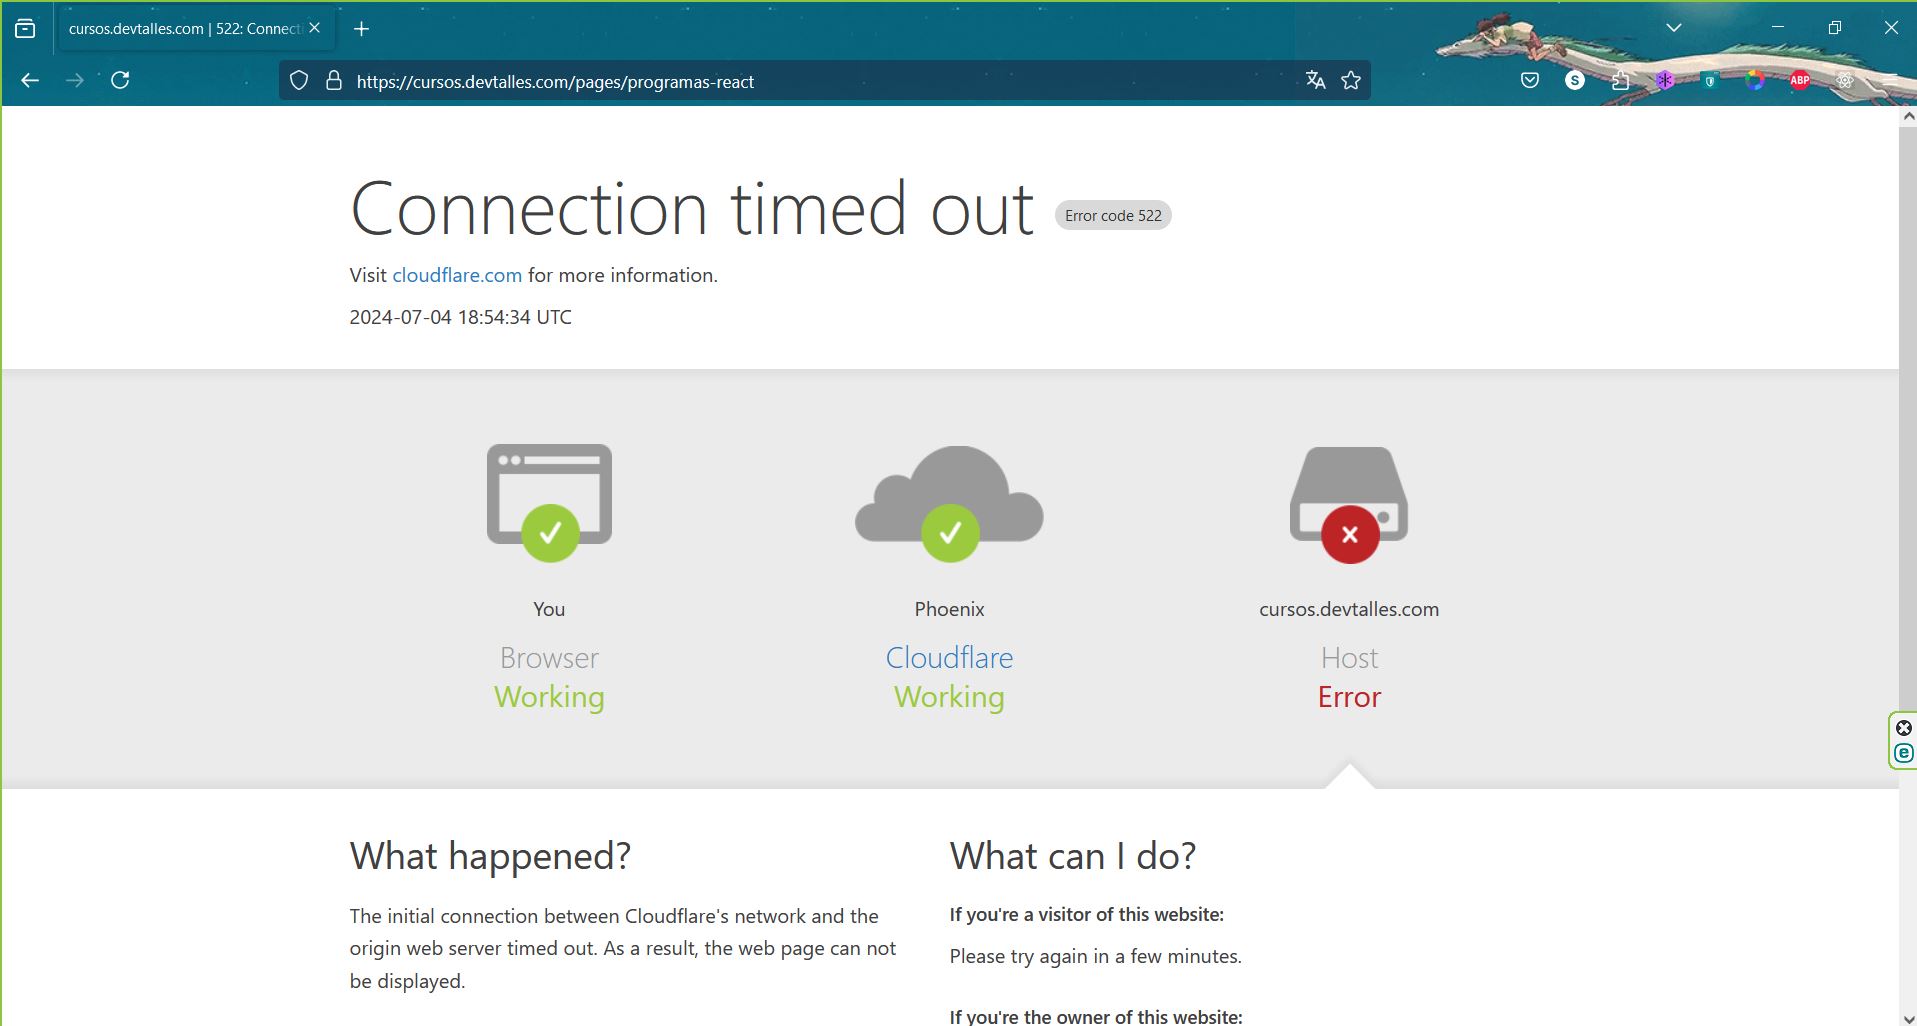 cursos.devtalles.com | 522: Connecti
https://cursos.devtalles.com/pages/programas-react
S
ABP
Connection timed out Error code 522
Visit cloudflare.com for more information.
2024-07-04 18:54:34 UTC
You
Browser
Working
Phoenix
Cloudflare
Working
cursos.devtalles.com
Host
Error
What happened?
The initial connection between Cloudflare's network and the
origin web server timed out. As a result, the web page can not
be displayed.
What can I do?
If you're a visitor of this website:
Please try again in a few minutes.
If you're the owner of this website: